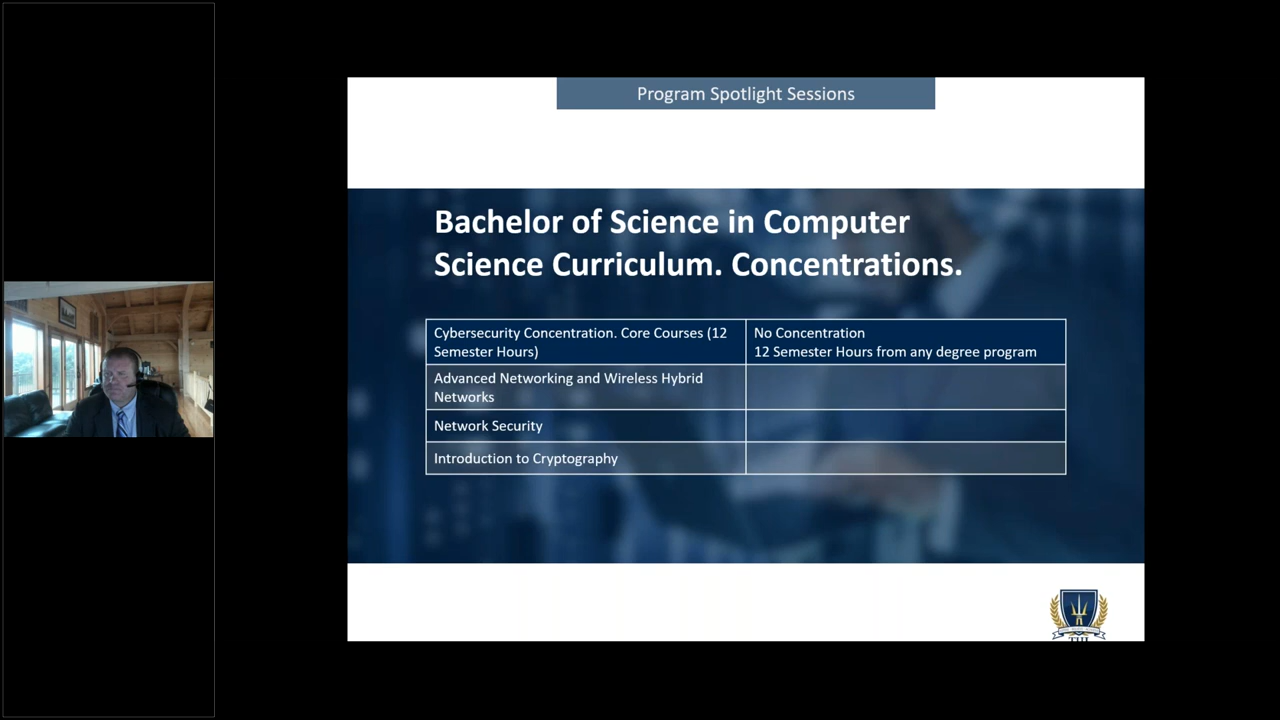 Program Spotlight Sessions
Bachelor of Science in Computer
Science Curriculum. Concentrations.
Cybersecurity Concentration. Core Courses (12
Semester Hours)
No Concentration
12 Semester Hours from any degree program
Advanced Networking and Wireless Hybrid
Networks
Network Security
Introduction to Cryptography